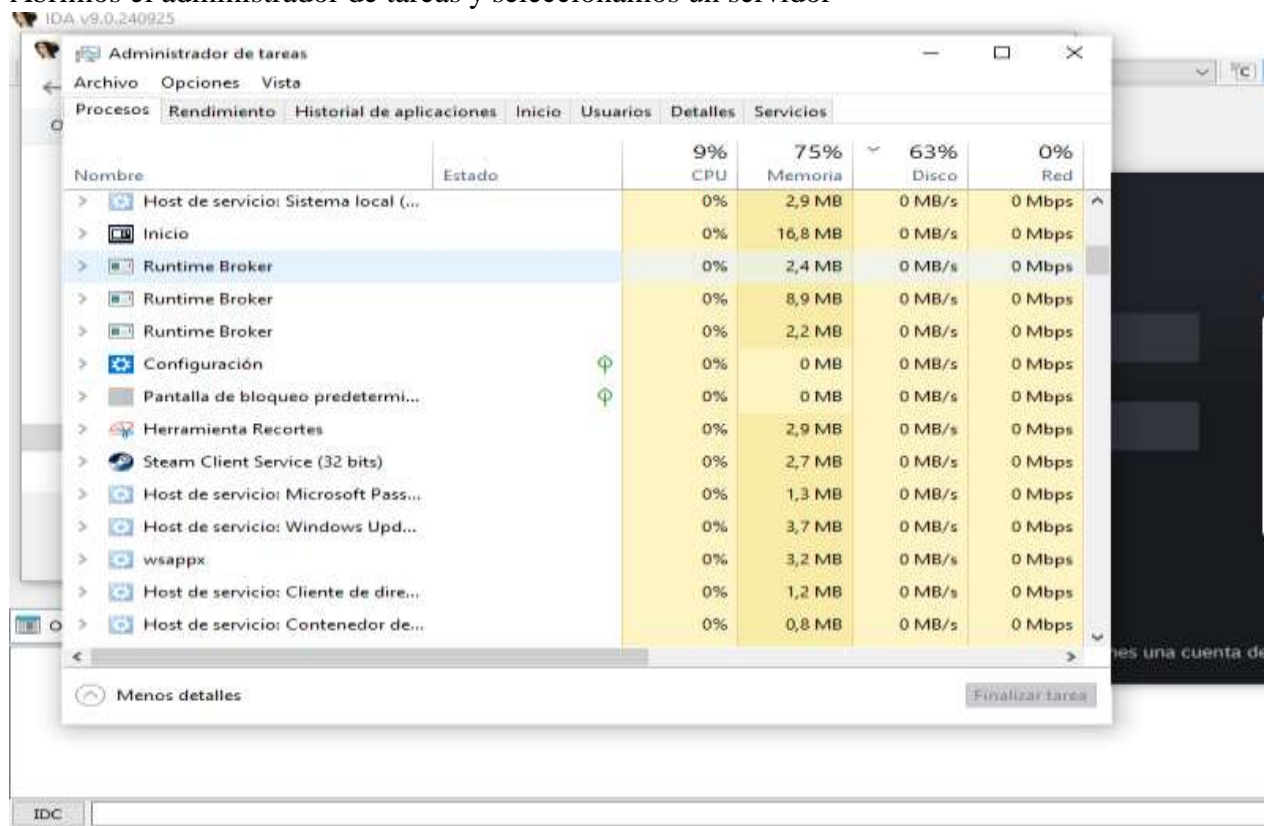 Abrimos el administrador de tareas y seleccionamos un servidor
IDA v9.0.240925
Administrador de tareas
Archivo Opciones Vista
Procesos Rendimiento Historial de aplicaciones Inicio Usuarios Detalles Servicios
9% 75% 63% 0%
Nombre Estado CPU Memoria Disco Red
Host de servicio: Sistema local (... 0% 2,9 MB 0 MB/s 0 Mbps
Inicio 0% 16,8 MB 0 MB/s 0 Mbps
Runtime Broker 0% 2,4 MB 0 MB/s 0 Mbps
Runtime Broker 0% 8,9 MB 0 MB/s 0 Mbps
Runtime Broker 0% 2,2 MB 0 MB/s 0 Mbps
Configuración 0% 0 MB 0 MB/s 0 Mbps
Pantalla de bloqueo predetermi... 0% 0 MB 0 MB/s 0 Mbps
Herramienta Recortes 0% 2,9 MB 0 MB/s 0 Mbps
Steam Client Service (32 bits) 0% 2,7 MB 0 MB/s 0 Mbps
Host de servicio: Microsoft Pass... 0% 1,3 MB 0 MB/s 0 Mbps
Host de servicio: Windows Upd... 0% 3,7 MB 0 MB/s 0 Mbps
wsappx 0% 3,2 MB 0 MB/s 0 Mbps
Host de servicio: Cliente de dire... 0% 1,2 MB 0 MB/s 0 Mbps
Host de servicio: Contenedor de... 0% 0,8 MB 0 MB/s 0 Mbps
una cuenta de
Menos detalles Finalizar tarea
IDC